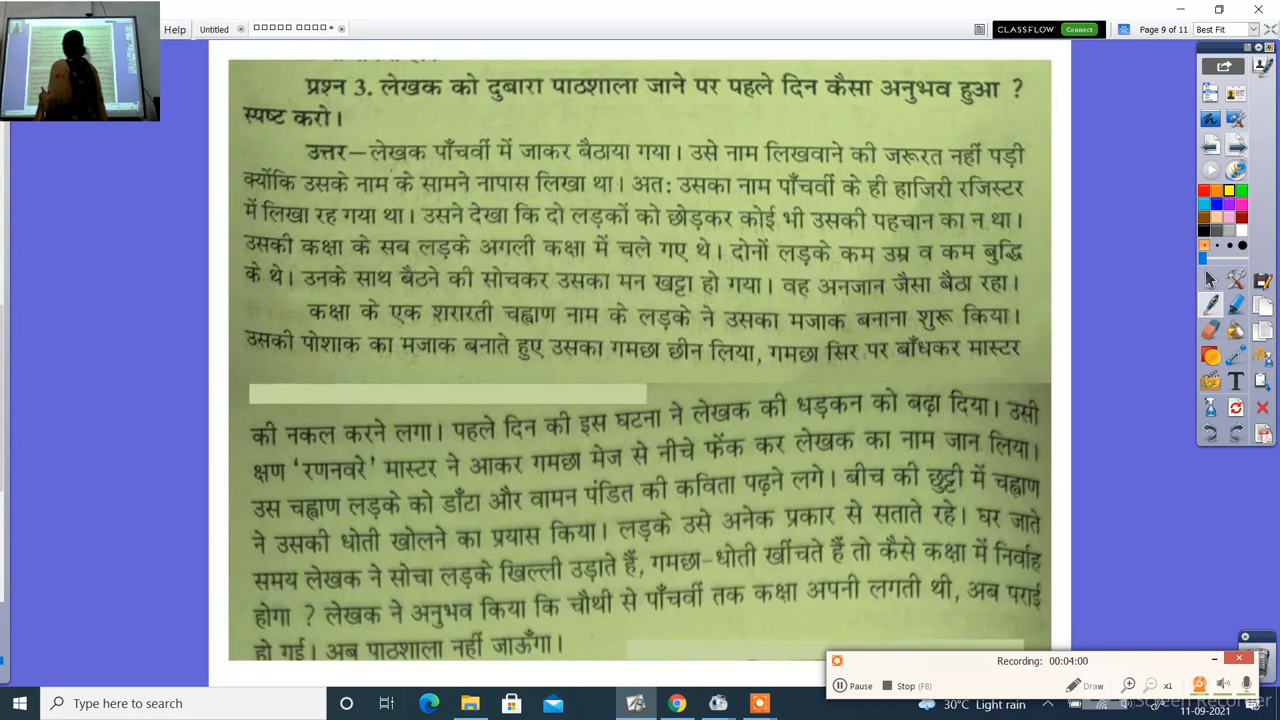 Help
Untitled
CLASSFLOW Connect
Page 9 of 11
Best Fit
प्रश्न 3. लेखक को दुबारा पाठशाला जाने पर पहले दिन कैसा अनुभव हुआ ?
स्पष्ट करो।
उत्तर – लेखक पाँचवीं में जाकर बैठाया गया। उसे नाम लिखवाने की जरूरत नहीं पड़ी
क्योंकि उसके नाम के सामने नापास लिखा था। अत: उसका नाम पाँचवीं के ही हाजिरी रजिस्टर
में लिखा रह गया था। उसने देखा कि दो लड़कों को छोड़कर कोई भी उसकी पहचान का न था।
उसकी कक्षा के सब लड़के अगली कक्षा में चले गए थे। दोनों लड़के कम उम्र व कम बुद्धि
के थे। उनके साथ बैठने की सोचकर उसका मन खट्टा हो गया। वह अनजान जैसा बैठा रहा।
कक्षा के एक शरारती चह्वाण नाम के लड़के ने उसका मजाक बनाना शुरू किया।
उसकी पोशाक का मजाक बनाते हुए उसका गमछा छीन लिया, गमछा सिर पर बाँधकर मास्टर
की नकल करने लगा। पहले दिन की इस घटना ने लेखक की धड़कन को बढ़ा दिया। उसी
क्षण ‘रणनवरे’ मास्टर ने आकर गमछा मेज से नीचे फेंक कर लेखक का नाम जान लिया।
उस चह्वाण लड़के को डाँटा और वामन पंडित की कविता पढ़ने लगे। बीच की छुट्टी में चह्वाण
ने उसकी धोती खोलने का प्रयास किया। लड़के उसे अनेक प्रकार से सताते रहे। घर जाते
समय लेखक ने सोचा लड़के खिल्ली उड़ाते हैं, गमछा-धोती खींचते हैं तो कैसे कक्षा में निर्वाह
होगा ? लेखक ने अनुभव किया कि चौथी से पाँचवीं तक कक्षा अपनी लगती थी, अब पराई
हो गई। अब पाठशाला नहीं जाऊँगा।
Recording: 00:04:00
Pause Stop (F8) Draw x1
Type here to search
30°C Light rain
11-09-2021
Screen Recorder